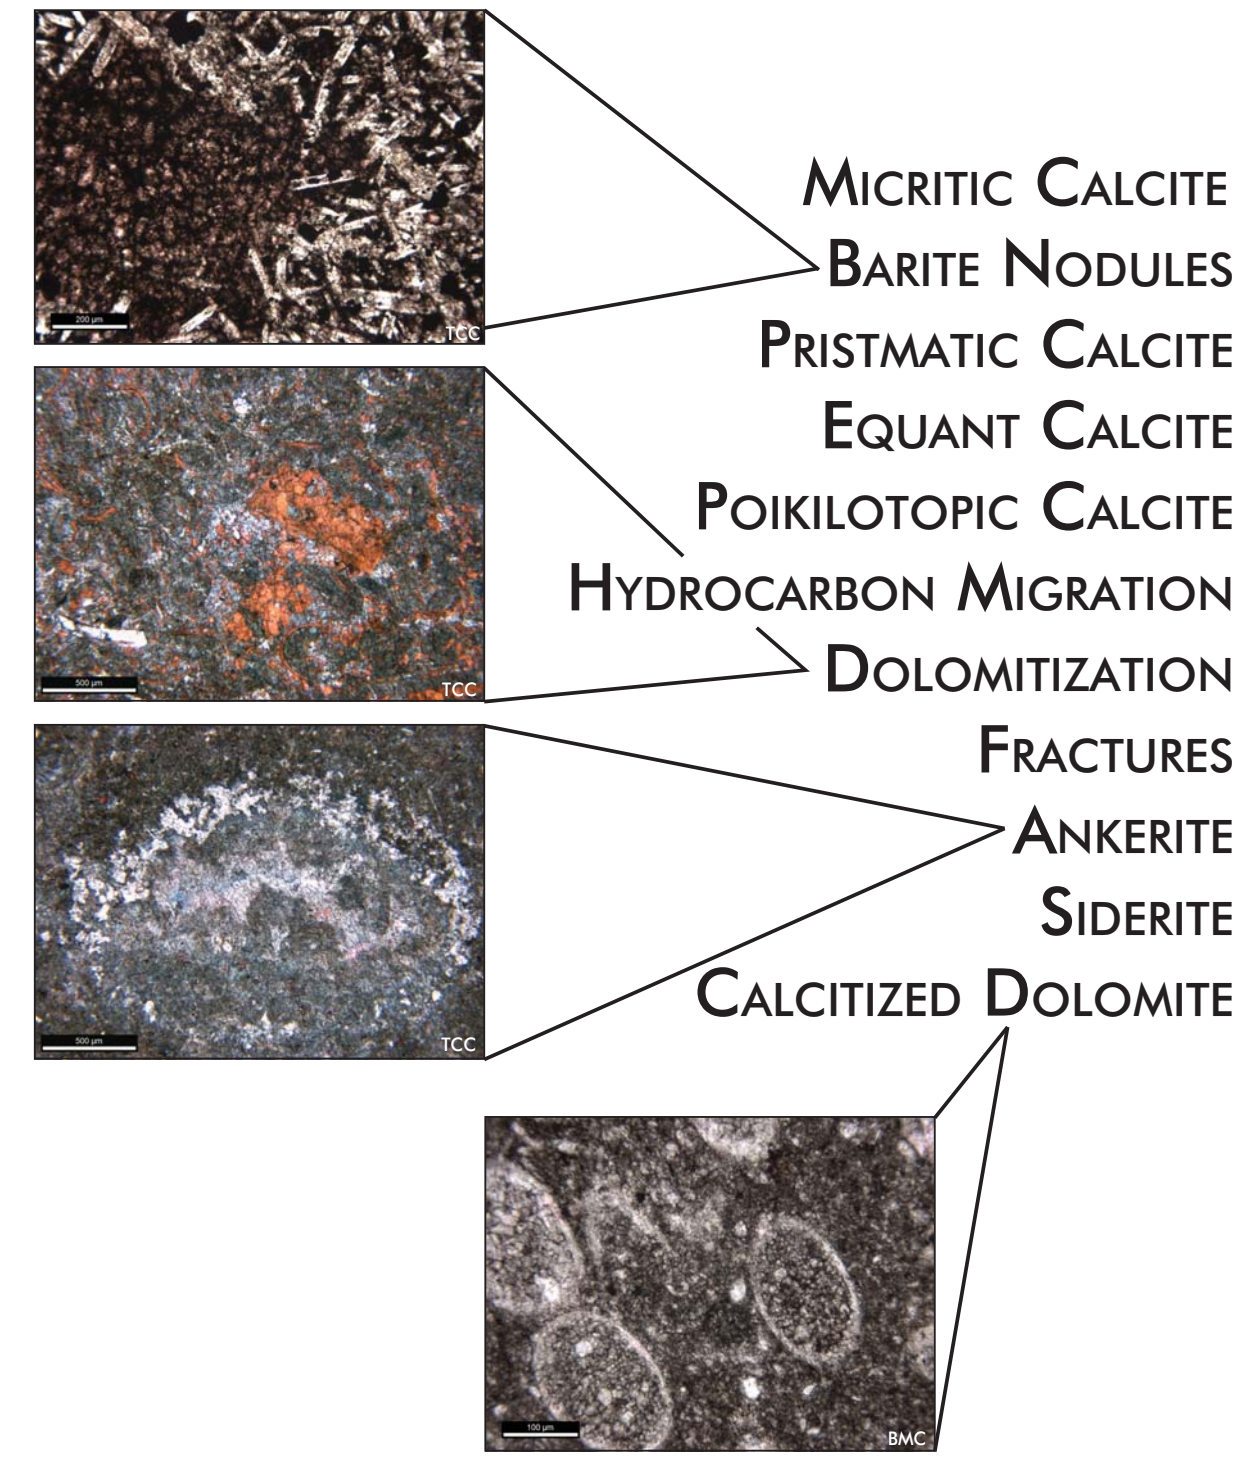 MICRITIC CALCITE
BARITE NODULES
PRISTMATIC CALCITE
EQUANT CALCITE
POIKILOTOPIC CALCITE
HYDROCARBON MIGRATION
DOLOMITIZATION
FRACTURES
ANKERITE
SIDERITE
CALCITIZED DOLOMITE
200 µm
TCC
500 µm
TCC
500 µm
TCC
100 µm
BMC